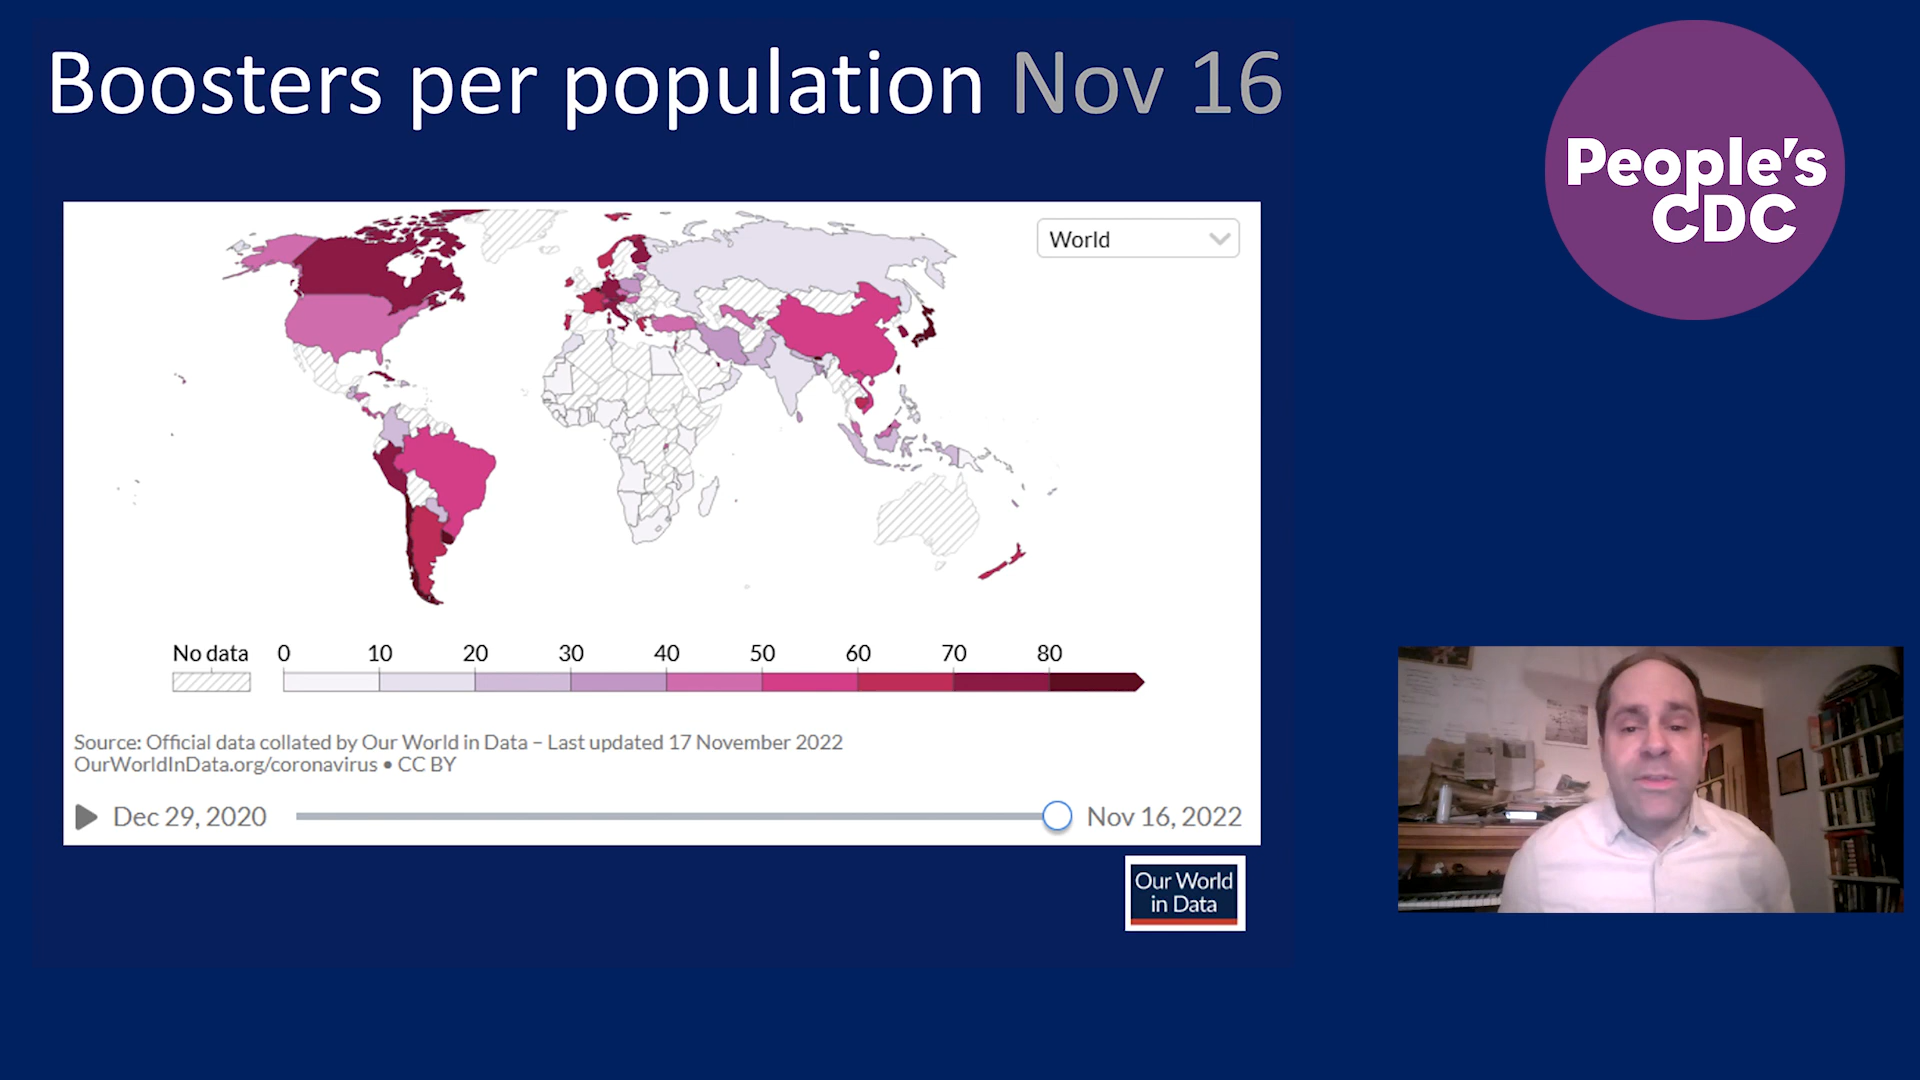 Boosters per population Nov 16
People's
CDC
World
No data 0 10 20 30 40 50 60 70 80
Source: Official data collated by Our World in Data – Last updated 17 November 2022
OurWorldInData.org/coronavirus • CC BY
Dec 29, 2020
Nov 16, 2022
Our World
in Data